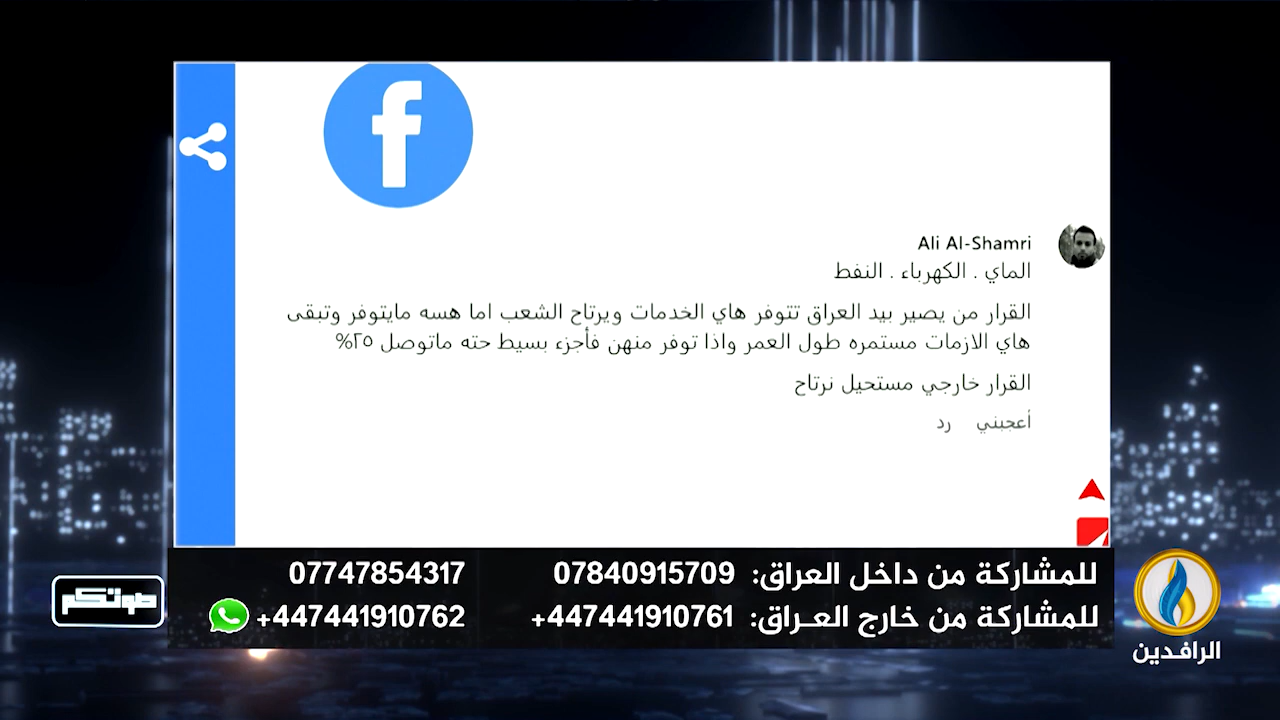 f
Ali Al-Shamri
الماي . الكهرباء . النفط
القرار من يصير بيد العراق تتوفر هاي الخدمات ويرتاح الشعب اما هسه مايتوفر وتبقى
هاي الازمات مستمره طول العمر واذا توفر منهن فأجزء بسيط حته ماتوصل ٢٥%
القرار خارجي مستحيل نرتاح
أعجبني رد
للمشاركة من داخل العراق: 07840915709 07747854317
للمشاركة من خارج العـراق: +447441910761 +447441910762
صوتكم
الرافدين